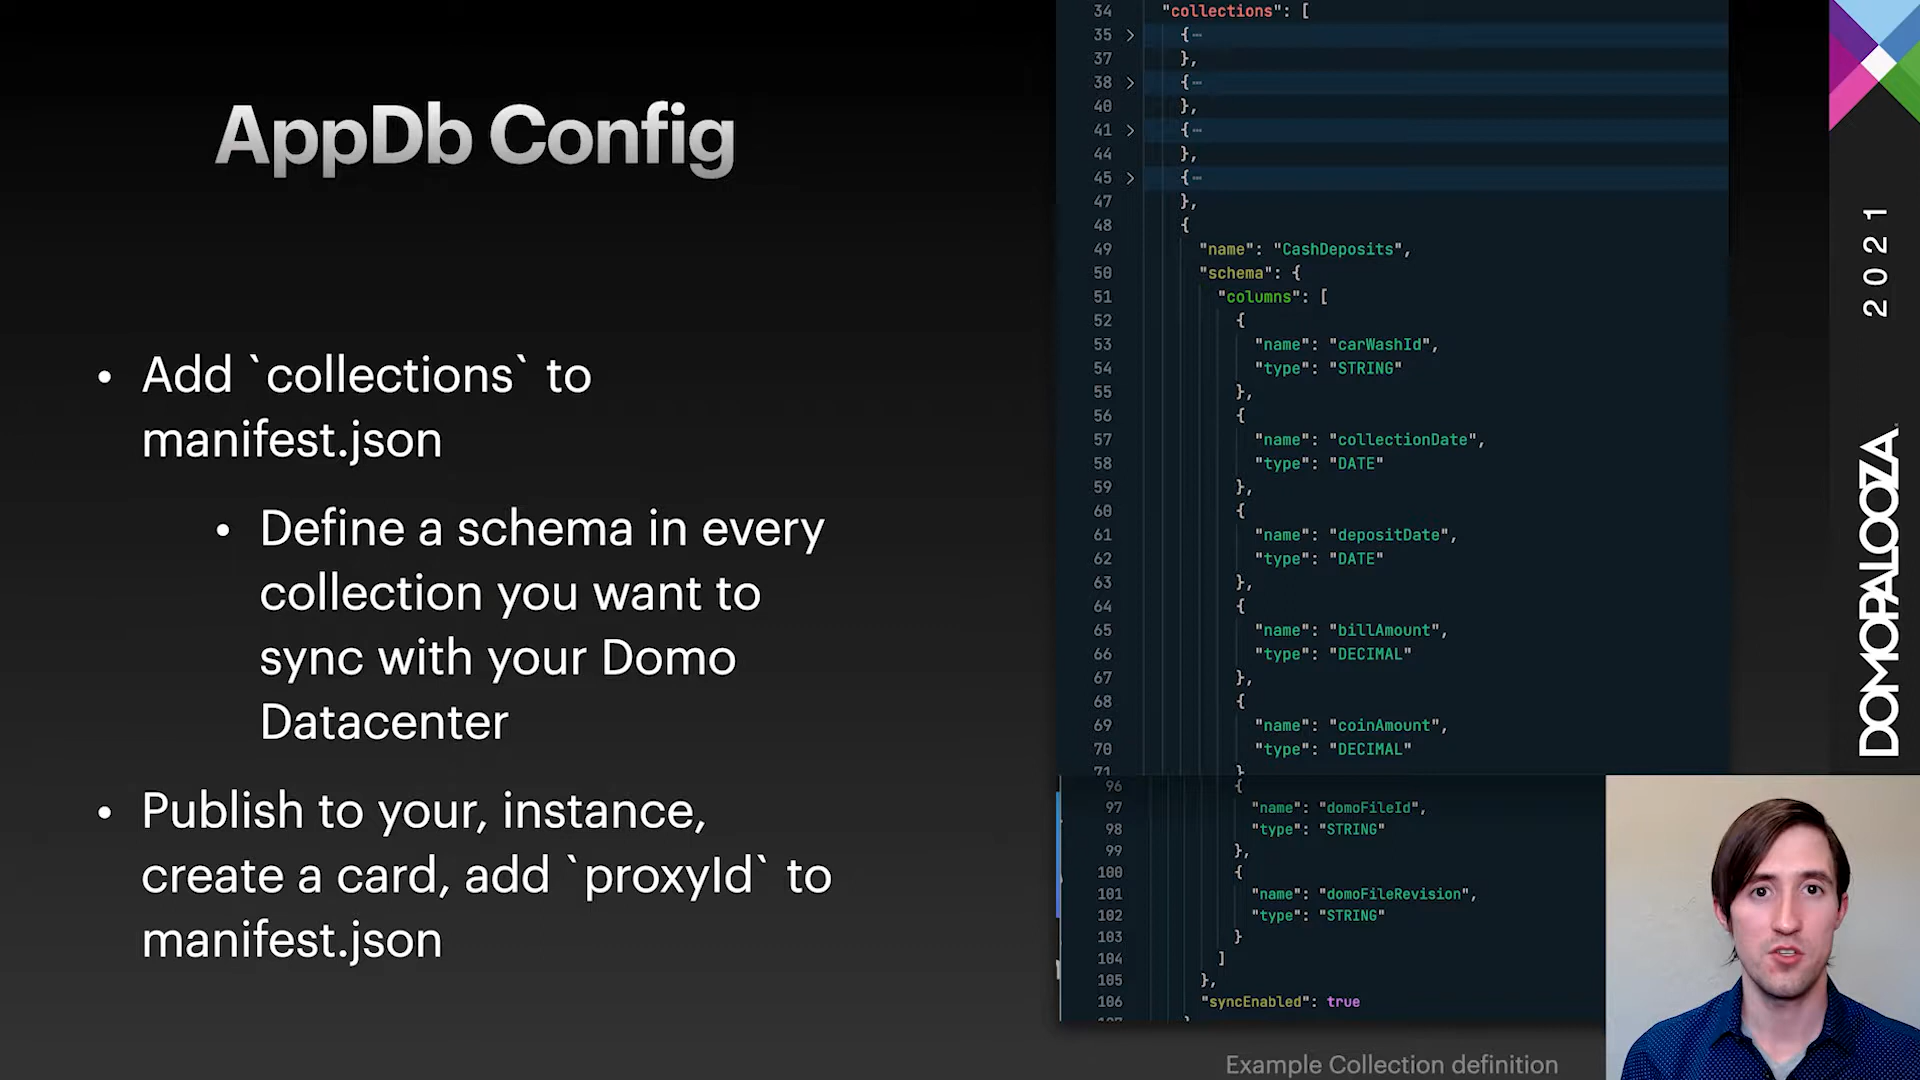 AppDb Config
• Add `collections` to
manifest.json
• Define a schema in every
collection you want to
sync with your Domo
Datacenter
• Publish to your, instance,
create a card, add `proxyId` to
manifest.json
34 "collections": [
35 > {⋯
37 },
38 > {⋯
40 },
41 > {⋯
44 },
45 > {⋯
47 },
48 {
49 "name": "CashDeposits",
50 "schema": {
51 "columns": [
52 {
53 "name": "carWashId",
54 "type": "STRING"
55 },
56 {
57 "name": "collectionDate",
58 "type": "DATE"
59 },
60 {
61 "name": "depositDate",
62 "type": "DATE"
63 },
64 {
65 "name": "billAmount",
66 "type": "DECIMAL"
67 },
68 {
69 "name": "coinAmount",
70 "type": "DECIMAL"
71 }
96 {
97 "name": "domoFileId",
98 "type": "STRING"
99 },
100 {
101 "name": "domoFileRevision",
102 "type": "STRING"
103 }
104 ]
105 },
106 "syncEnabled": true
107 }
Example Collection definition
DOMOPALOOZA 2021